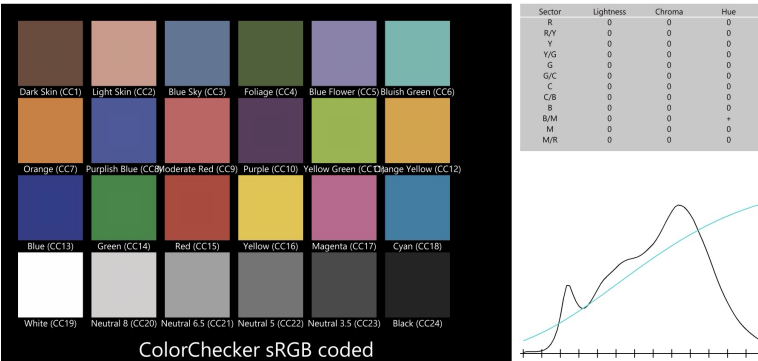 Dark Skin (CC1) Light Skin (CC2) Blue Sky (CC3) Foliage (CC4) Blue Flower (CC5) Bluish Green (CC6)
Orange (CC7) Purplish Blue (CC8) Moderate Red (CC9) Purple (CC10) Yellow Green (CC11) Orange Yellow (CC12)
Blue (CC13) Green (CC14) Red (CC15) Yellow (CC16) Magenta (CC17) Cyan (CC18)
White (CC19) Neutral 8 (CC20) Neutral 6.5 (CC21) Neutral 5 (CC22) Neutral 3.5 (CC23) Black (CC24)
ColorChecker sRGB coded
Sector Lightness Chroma Hue
R 0 0 0
R/Y 0 0 0
Y 0 0 0
Y/G 0 0 0
G 0 0 0
G/C 0 0 0
C 0 0 0
C/B 0 0 0
B 0 0 0
B/M 0 0 +
M 0 0 0
M/R 0 0 0